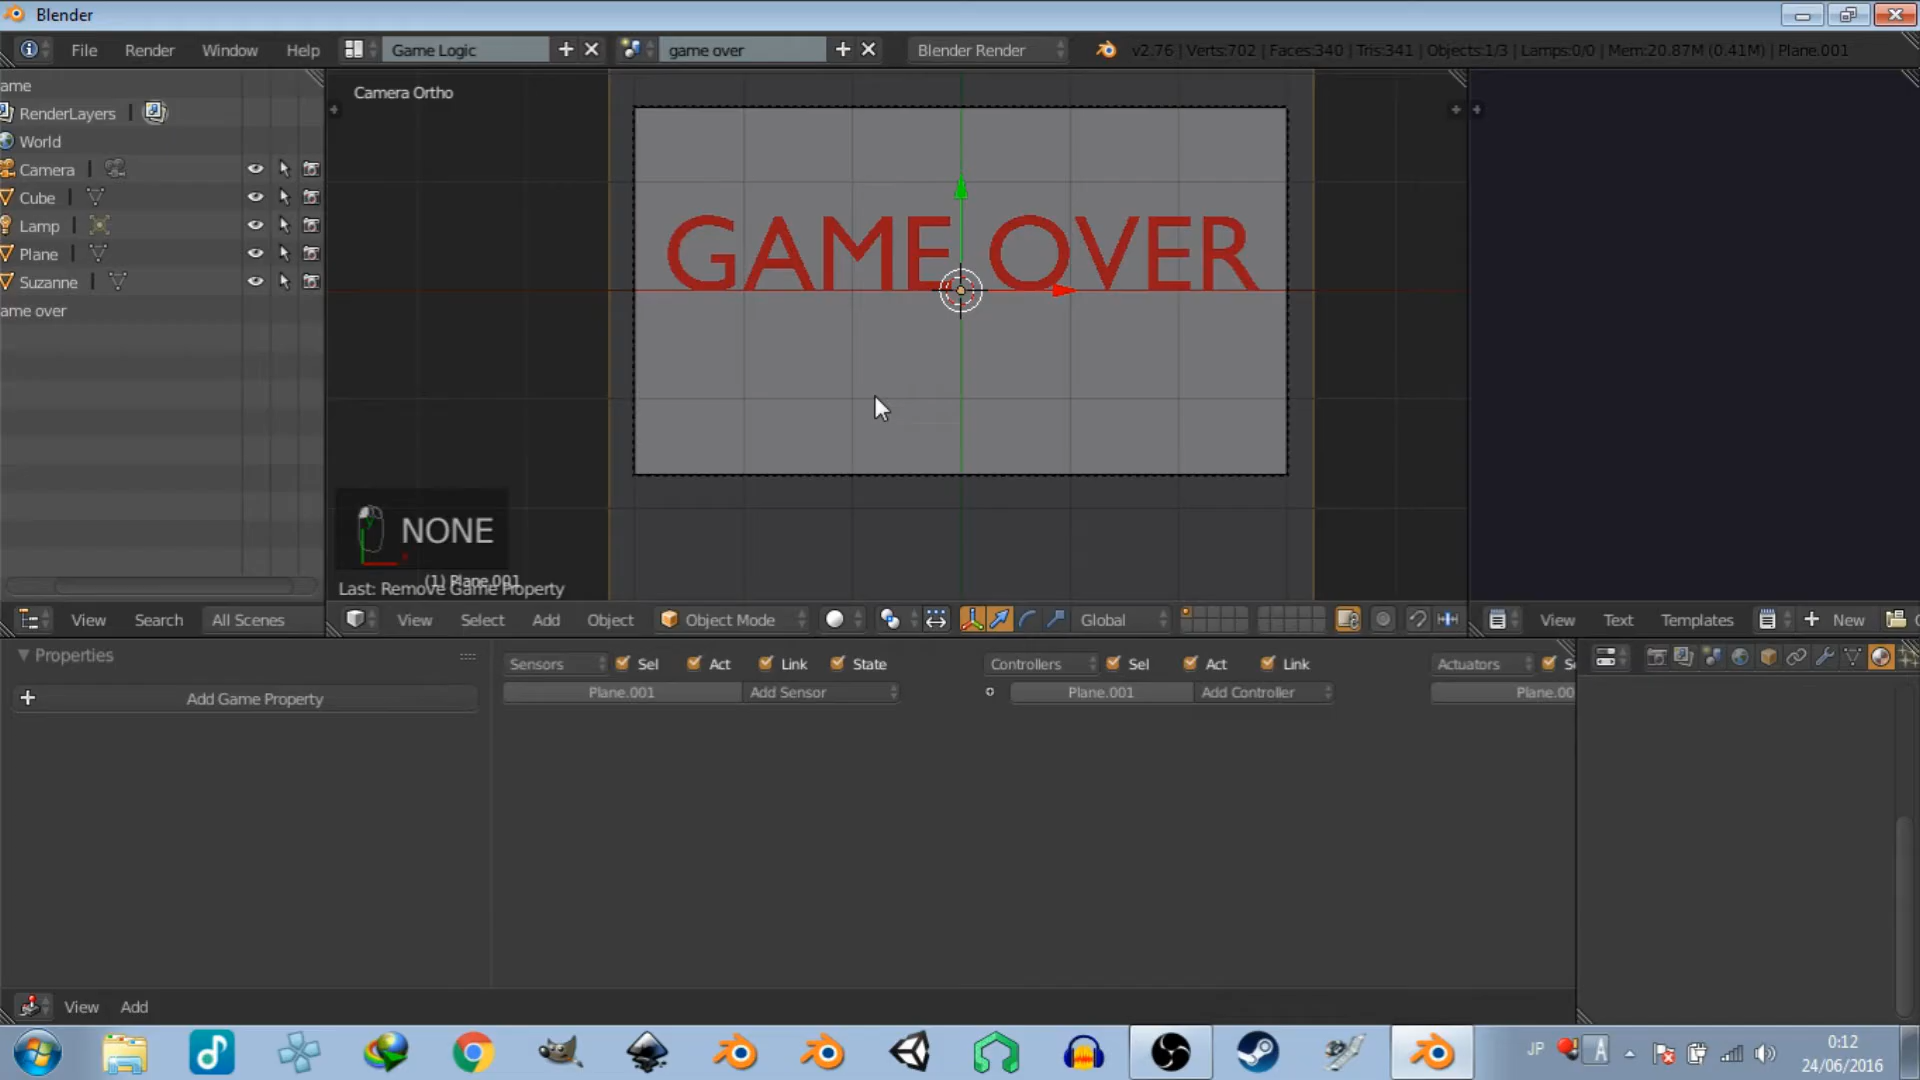 Blender
File Render Window Help Game Logic game over Blender Render v2.76 | Verts:702 | Faces:340 | Tris:341 | Objects:1/3 | Lamps:0/0 | Mem:20.87M (0.41M) | Plane.001
ame
RenderLayers
World
Camera
Cube
Lamp
Plane
Suzanne
ame over
Camera Ortho
GAME OVER
NONE
(1) Plane.001
Last: Remove Game Property
View Search All Scenes View Select Add Object Object Mode Global View Text Templates New
Properties
Add Game Property
Sensors Sel Act Link State Controllers Sel Act Link Actuators S
Plane.001 Add Sensor Plane.001 Add Controller Plane.00
View Add
JP A 0:12
24/06/2016